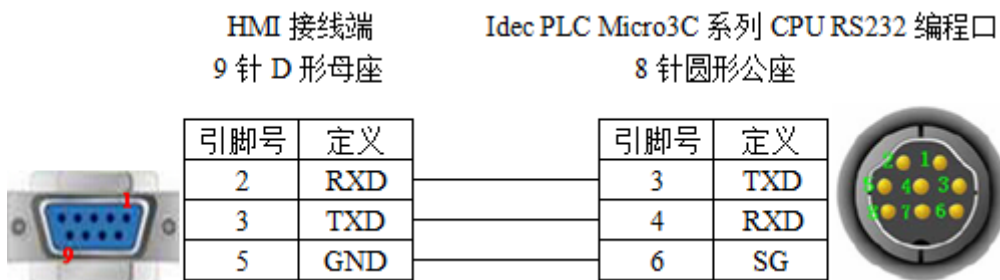 HMI 接线端
9 针 D 形母座
Idec PLC Micro3C 系列 CPU RS232 编程口
8 针圆形公座
引脚号 定义
2 RXD
3 TXD
5 GND
引脚号 定义
3 TXD
4 RXD
6 SG
1
9
2 1
5 4 3
8 7 6